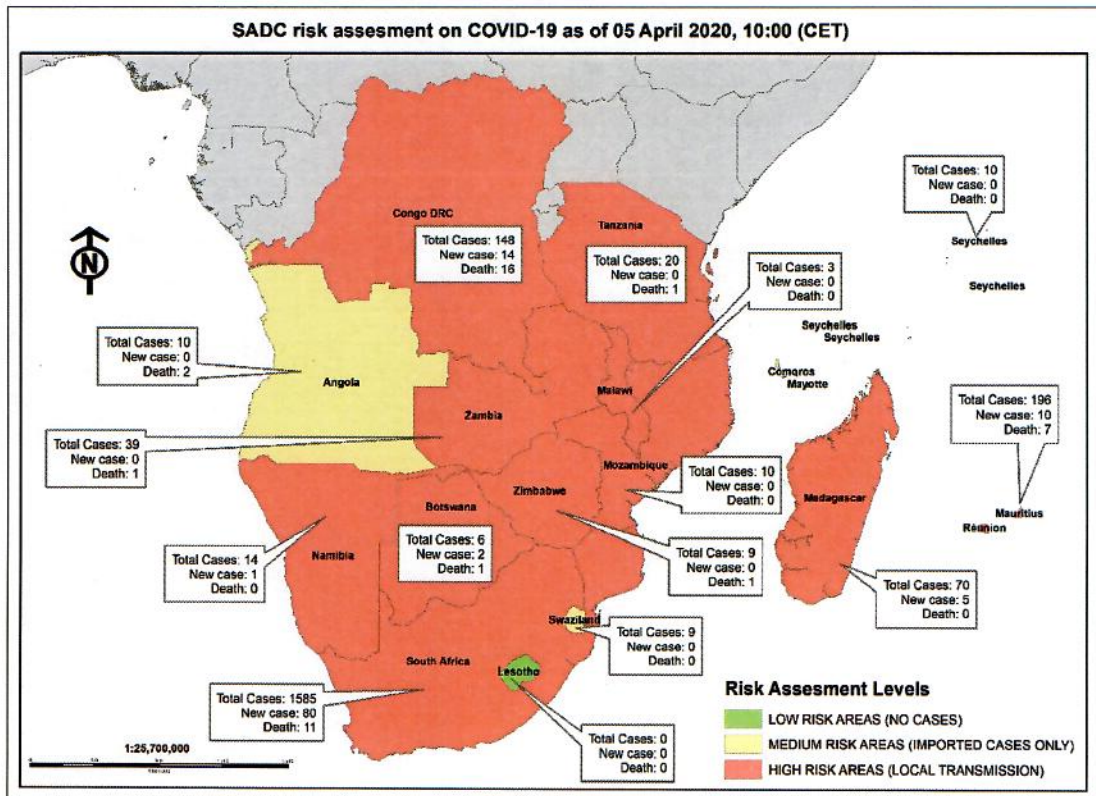 SADC risk assesment on COVID-19 as of 05 April 2020, 10:00 (CET)
N
Congo DRC
Total Cases: 148
New case: 14
Death: 16
Tanzania
Total Cases: 20
New case: 0
Death: 1
Total Cases: 10
New case: 0
Death: 0
Seychelles
Seychelles
Total Cases: 3
New case: 0
Death: 0
Seychelles
Seychelles
Comoros
Mayotte
Total Cases: 10
New case: 0
Death: 2
Angola
Malawi
Zambia
Total Cases: 196
New case: 10
Death: 7
Total Cases: 39
New case: 0
Death: 1
Mozambique
Total Cases: 10
New case: 0
Death: 0
Zimbabwe
Madagascar
Mauritius
Réunion
Botswana
Total Cases: 6
New case: 2
Death: 1
Namibia
Total Cases: 14
New case: 1
Death: 0
Total Cases: 9
New case: 0
Death: 1
Total Cases: 70
New case: 5
Death: 0
Swaziland
Total Cases: 9
New case: 0
Death: 0
South Africa
Lesotho
Total Cases: 1585
New case: 80
Death: 11
Total Cases: 0
New case: 0
Death: 0
1:25,700,000
Risk Assesment Levels
LOW RISK AREAS (NO CASES)
MEDIUM RISK AREAS (IMPORTED CASES ONLY)
HIGH RISK AREAS (LOCAL TRANSMISSION)